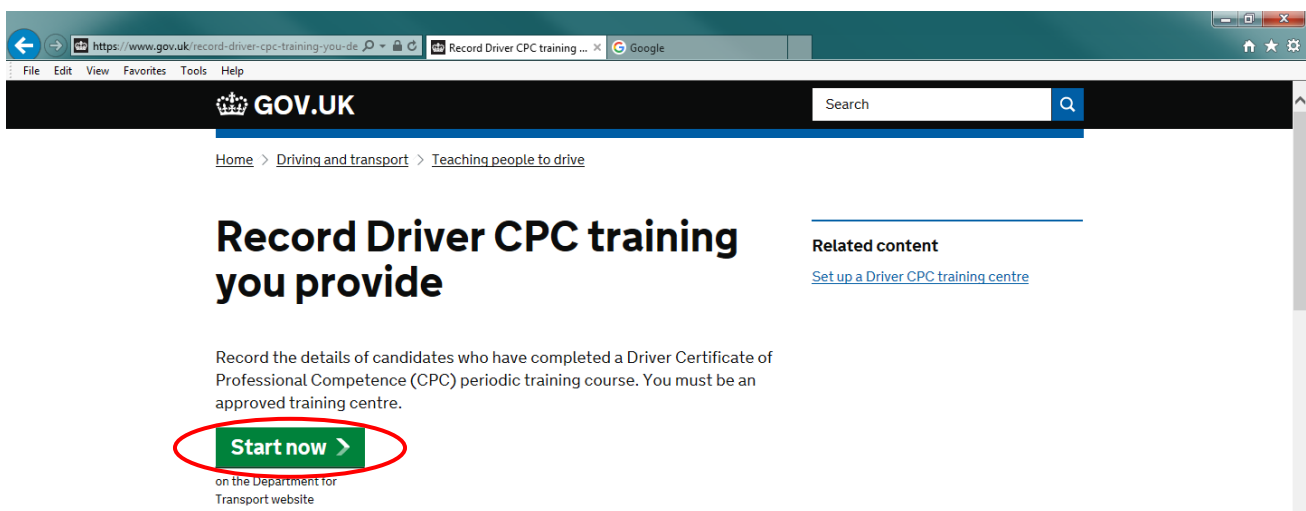 https://www.gov.uk/record-driver-cpc-training-you-de
Record Driver CPC training ...
Google
File Edit View Favorites Tools Help
GOV.UK
Search
Home > Driving and transport > Teaching people to drive
Record Driver CPC training
you provide
Related content
Set up a Driver CPC training centre
Record the details of candidates who have completed a Driver Certificate of
Professional Competence (CPC) periodic training course. You must be an
approved training centre.
Start now
on the Department for
Transport website